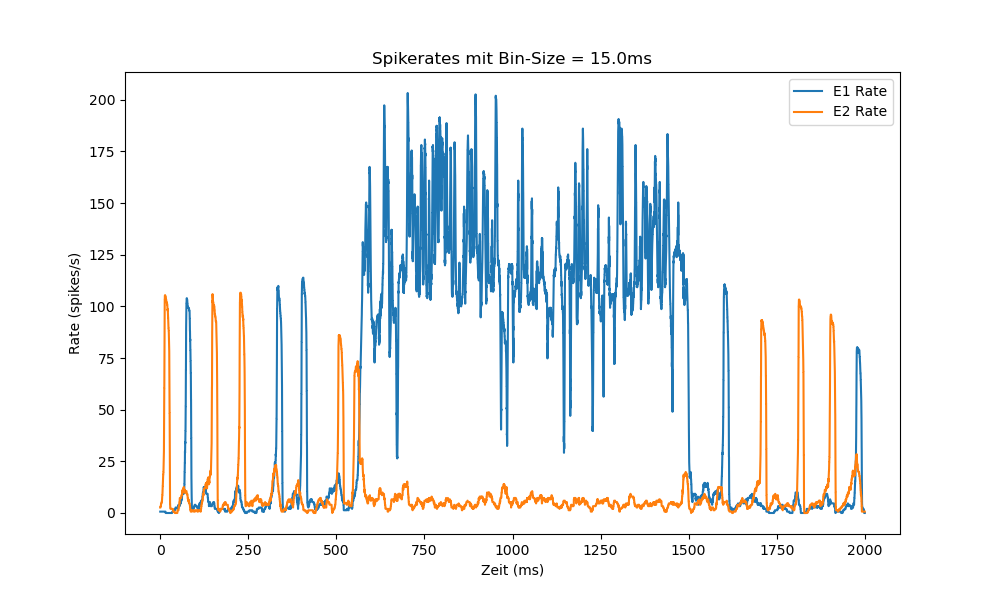 Spikerates mit Bin-Size = 15.0ms
E1 Rate
E2 Rate
Rate (spikes/s)
200
175
150
125
100
75
50
25
0
0 250 500 750 1000 1250 1500 1750 2000
Zeit (ms)